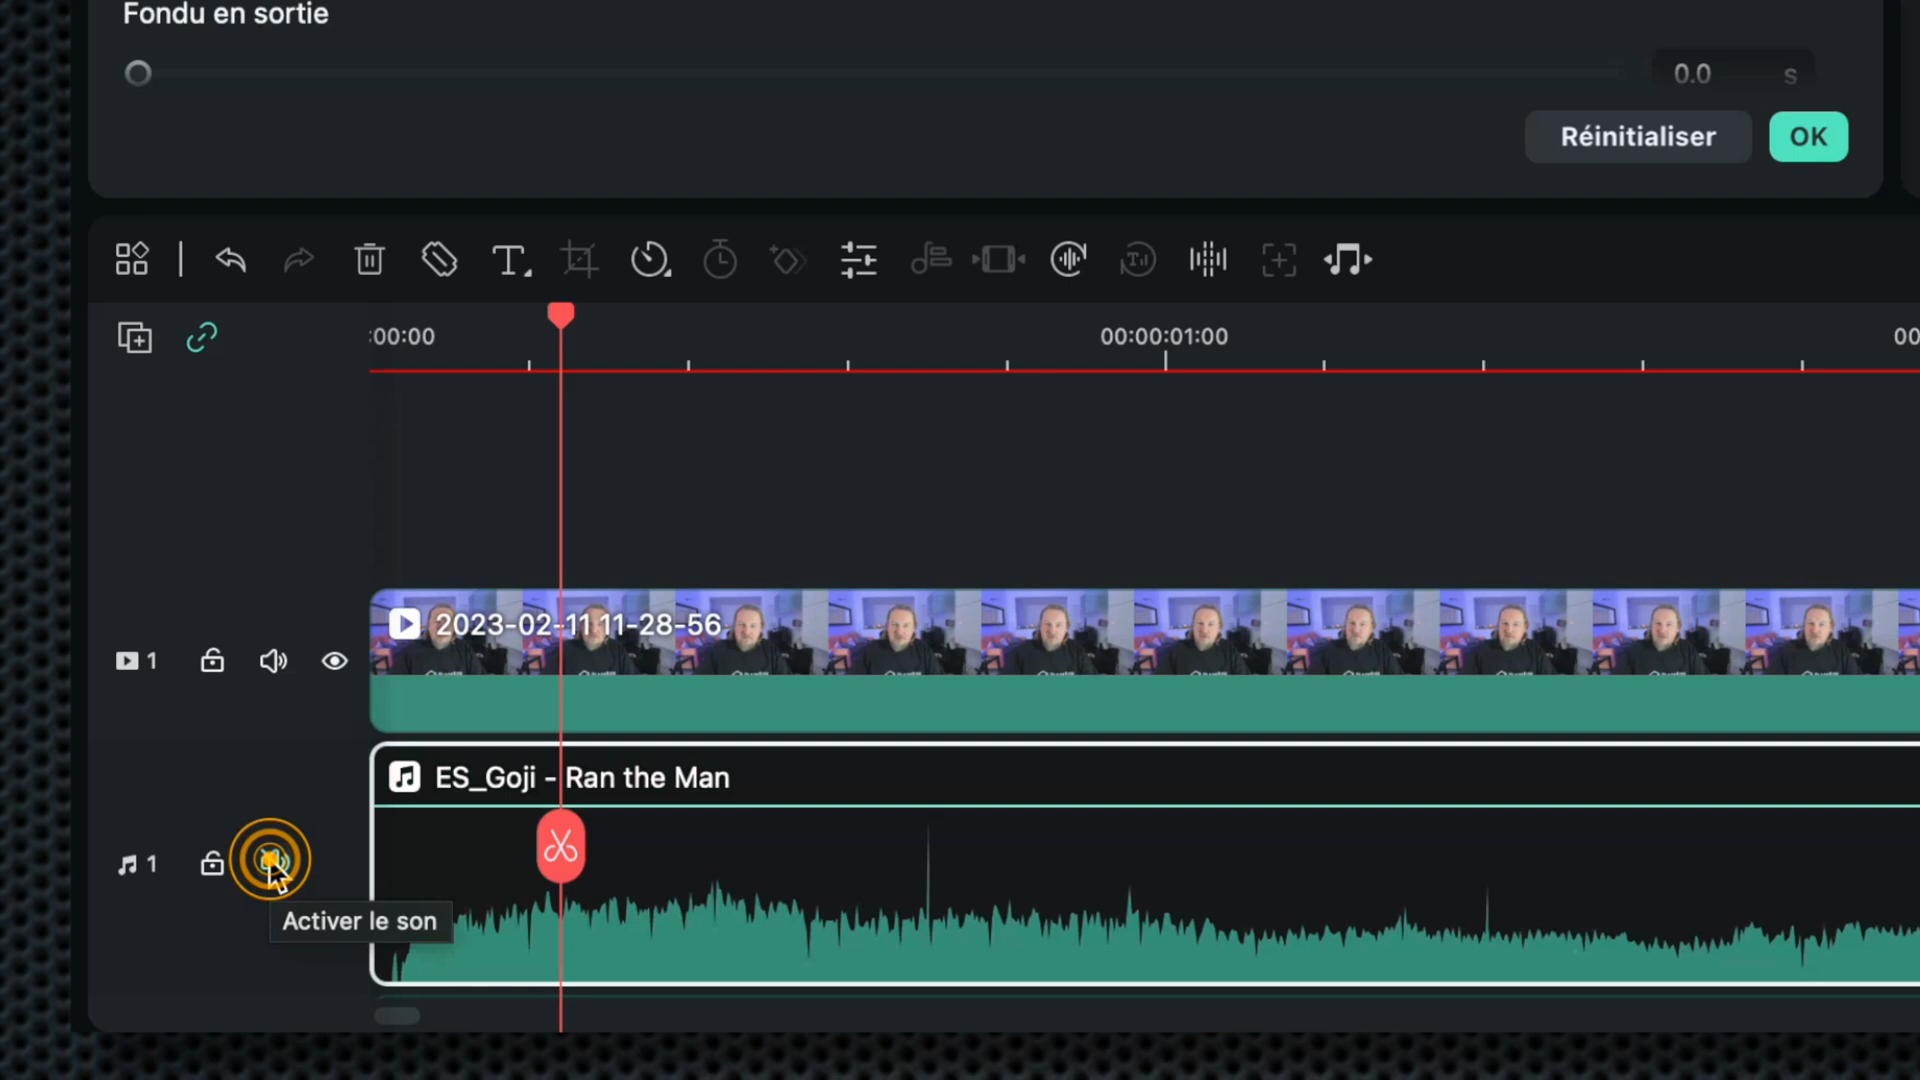 Fondu en sortie
0.0 s
Réinitialiser OK
:00:00
00:00:01:00
00
2023-02-11 11-28-56
1
ES_Goji - Ran the Man
1
Activer le son